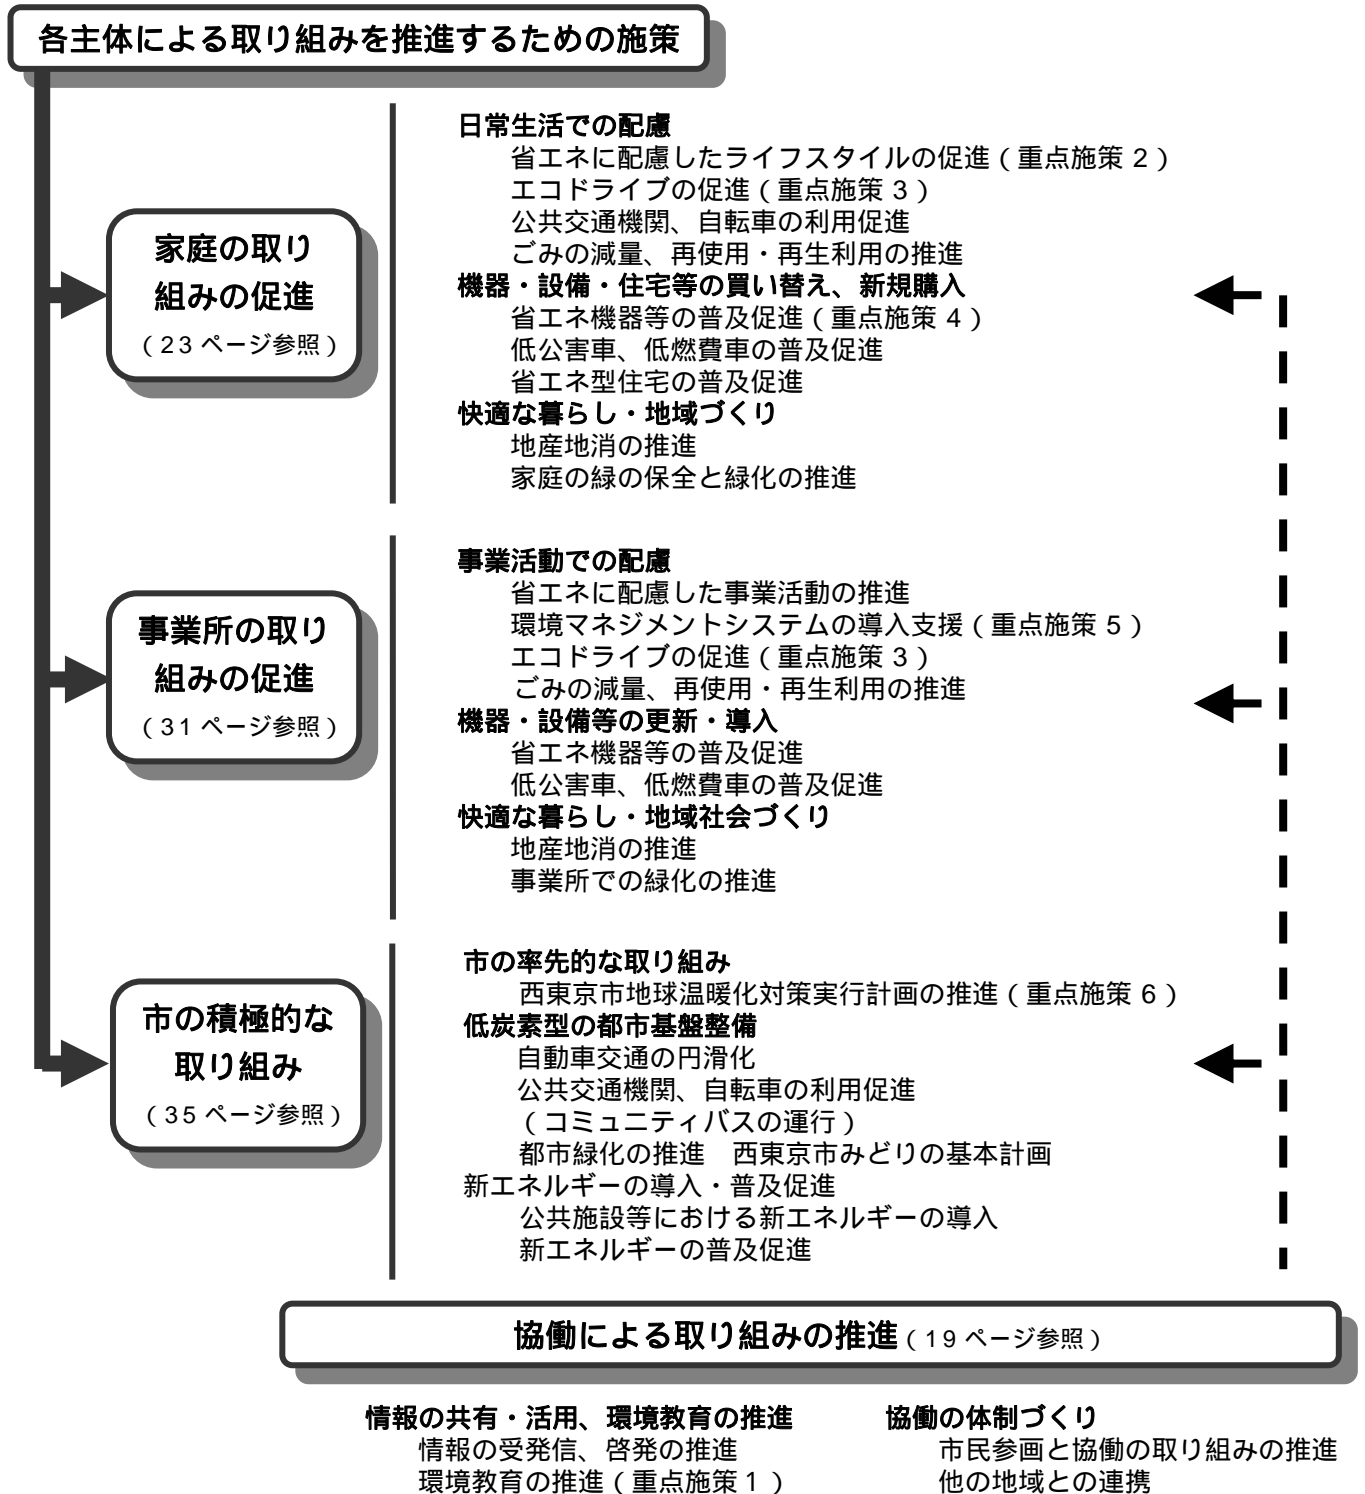 各主体による取り組みを推進するための施策
家庭の取り
組みの促進
（23 ページ参照）
日常生活での配慮
省エネに配慮したライフスタイルの促進（重点施策 2）
エコドライブの促進（重点施策 3）
公共交通機関、自転車の利用促進
ごみの減量、再使用・再生利用の推進
機器・設備・住宅等の買い替え、新規購入
省エネ機器等の普及促進（重点施策 4）
低公害車、低燃費車の普及促進
省エネ型住宅の普及促進
快適な暮らし・地域づくり
地産地消の推進
家庭の緑の保全と緑化の推進
事業所の取り
組みの促進
（31 ページ参照）
事業活動での配慮
省エネに配慮した事業活動の推進
環境マネジメントシステムの導入支援（重点施策 5）
エコドライブの促進（重点施策 3）
ごみの減量、再使用・再生利用の推進
機器・設備等の更新・導入
省エネ機器等の普及促進
低公害車、低燃費車の普及促進
快適な暮らし・地域社会づくり
地産地消の推進
事業所での緑化の推進
市の積極的な
取り組み
（35 ページ参照）
市の率先的な取り組み
西東京市地球温暖化対策実行計画の推進（重点施策 6）
低炭素型の都市基盤整備
自動車交通の円滑化
公共交通機関、自転車の利用促進
（コミュニティバスの運行）
都市緑化の推進　西東京市みどりの基本計画
新エネルギーの導入・普及促進
公共施設等における新エネルギーの導入
新エネルギーの普及促進
協働による取り組みの推進（19 ページ参照）
情報の共有・活用、環境教育の推進
情報の受発信、啓発の推進
環境教育の推進（重点施策 1）
協働の体制づくり
市民参画と協働の取り組みの推進
他の地域との連携